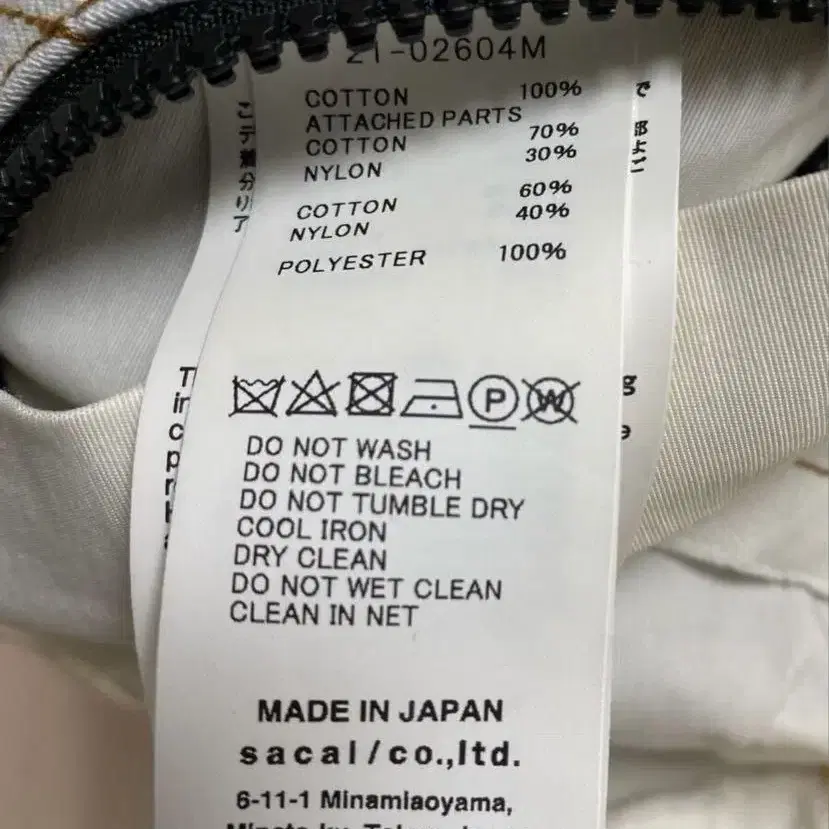 21-02604M
COTTON 100%
ATTACHED PARTS
COTTON 70%
NYLON 30%
COTTON 60%
NYLON 40%
POLYESTER 100%
P
W
DO NOT WASH
DO NOT BLEACH
DO NOT TUMBLE DRY
COOL IRON
DRY CLEAN
DO NOT WET CLEAN
CLEAN IN NET
MADE IN JAPAN
sacai/co.,ltd.
6-11-1 Minamiaoyama,